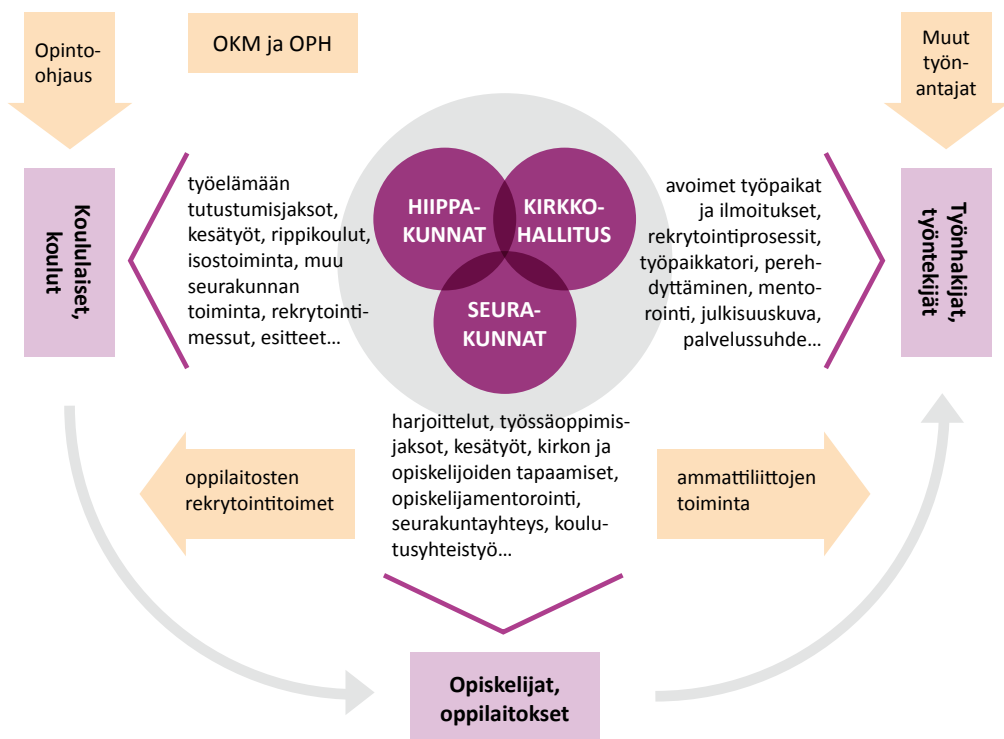 Opinto-
ohjaus
OKM ja OPH
Muut
työn-
antajat
Koululaiset,
koulut
työelämään
tutustumisjaksot,
kesätyöt, rippikoulut,
isostoiminta, muu
seurakunnan
toiminta, rekrytointi-
messut, esitteet…
HIIPPA-
KUNNAT
KIRKKO-
HALLITUS
SEURA-
KUNNAT
avoimet työpaikat
ja ilmoitukset,
rekrytointiprosessit,
työpaikkatori, pereh-
dyttäminen, mento-
rointi, julkisuuskuva,
palvelussuhde…
Työnhakijat,
työntekijät
oppilaitosten
rekrytointitoimet
harjoittelut, työssäoppimis-
jaksot, kesätyöt, kirkon ja
opiskelijoiden tapaamiset,
opiskelijamentorointi,
seurakuntayhteys, koulu-
tusyhteistyö…
ammattiliittojen
toiminta
Opiskelijat,
oppilaitokset